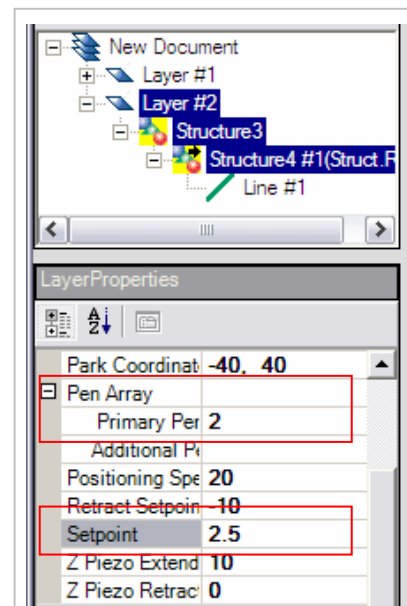 New Document
Layer #1
Layer #2
Structure3
Structure4 #1(Struct.R
Line #1
LayerProperties
Park Coordinat -40, 40
Pen Array
Primary Per 2
Additional Pe
Positioning Spe 20
Retract Setpoin -10
Setpoint 2.5
Z Piezo Extend 10
Z Piezo Retrac 0